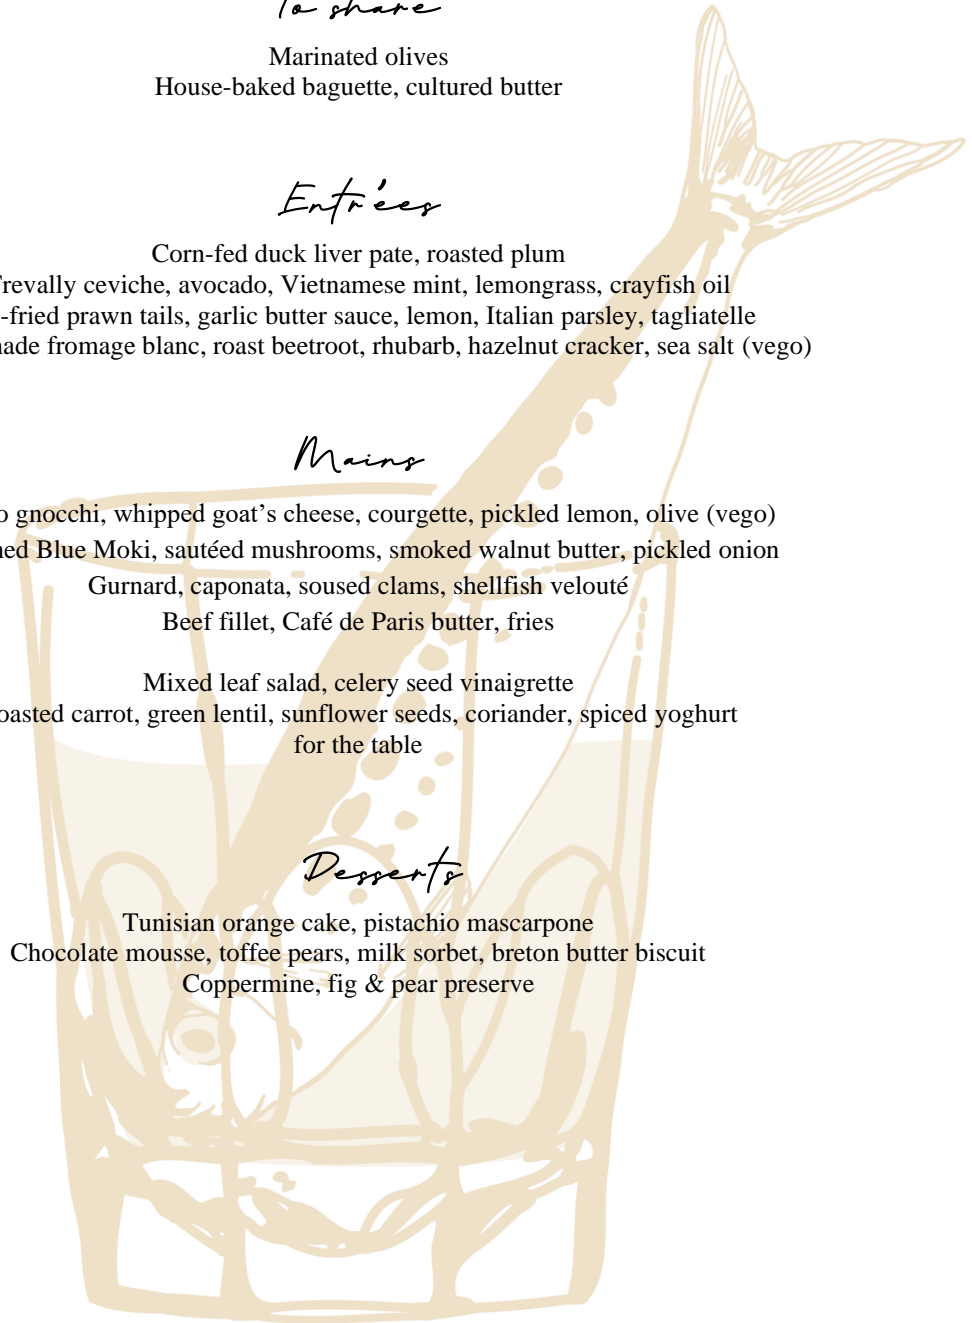 To share
Marinated olives
House-baked baguette, cultured butter
Entrées
Corn-fed duck liver pate, roasted plum
revally ceviche, avocado, Vietnamese mint, lemongrass, crayfish oil
-fried prawn tails, garlic butter sauce, lemon, Italian parsley, tagliatelle
ade fromage blanc, roast beetroot, rhubarb, hazelnut cracker, sea salt (vego)
Mains
o gnocchi, whipped goat’s cheese, courgette, pickled lemon, olive (vego)
ed Blue Moki, sautéed mushrooms, smoked walnut butter, pickled onion
Gurnard, caponata, soused clams, shellfish velouté
Beef fillet, Café de Paris butter, fries
Mixed leaf salad, celery seed vinaigrette
oasted carrot, green lentil, sunflower seeds, coriander, spiced yoghurt
for the table
Desserts
Tunisian orange cake, pistachio mascarpone
Chocolate mousse, toffee pears, milk sorbet, breton butter biscuit
Coppermine, fig & pear preserve